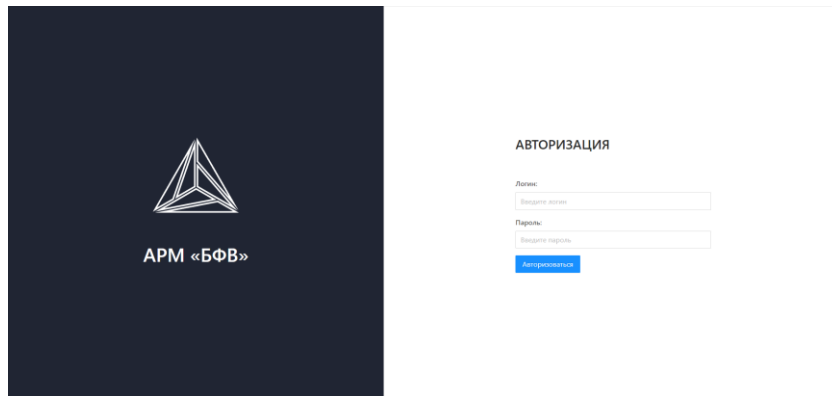 АРМ «БФВ»
АВТОРИЗАЦИЯ
Логин:
Введите логин
Пароль:
Введите пароль
Авторизоваться